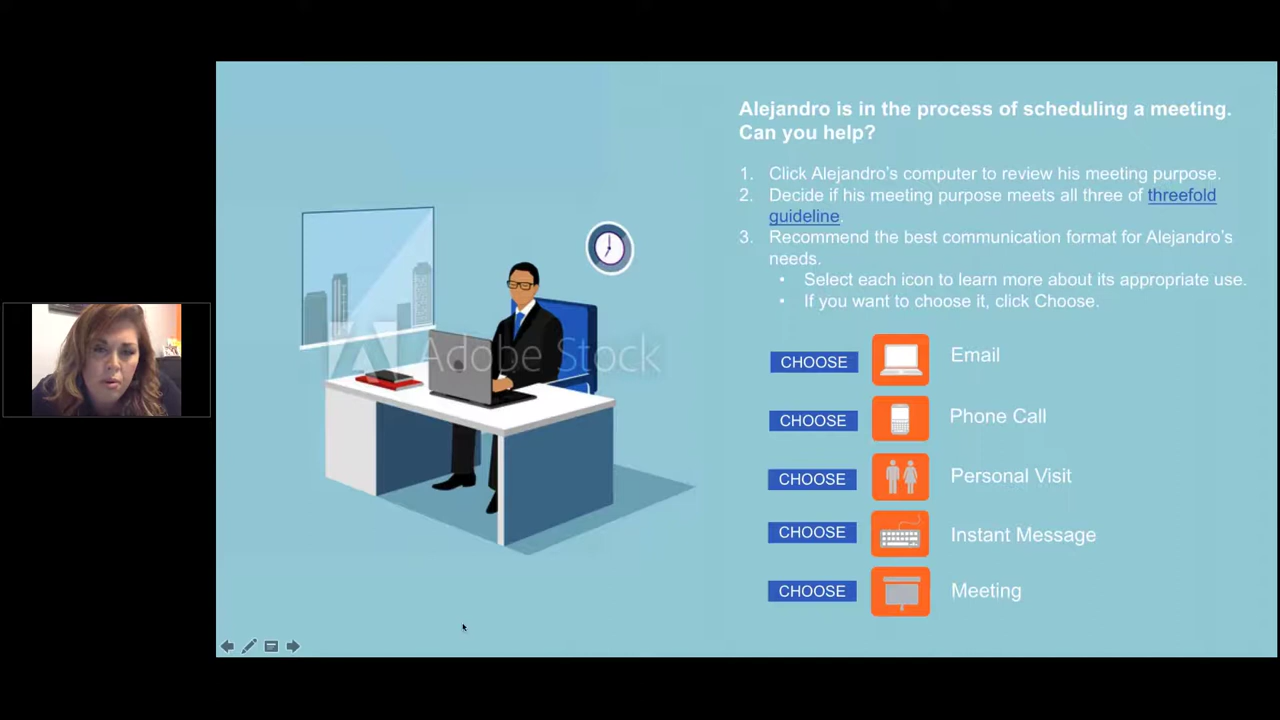 Alejandro is in the process of scheduling a meeting.
Can you help?
1. Click Alejandro's computer to review his meeting purpose.
2. Decide if his meeting purpose meets all three of threefold
guideline.
3. Recommend the best communication format for Alejandro's
needs.
• Select each icon to learn more about its appropriate use.
• If you want to choose it, click Choose.
Adobe Stock
CHOOSE Email
CHOOSE Phone Call
CHOOSE Personal Visit
CHOOSE Instant Message
CHOOSE Meeting